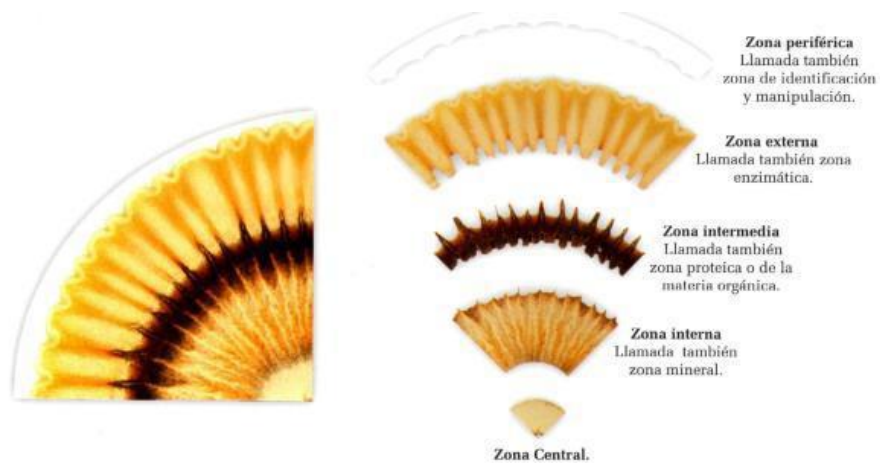 Zona periférica
Llamada también
zona de identificación
y manipulación.
Zona externa
Llamada también zona
enzimática.
Zona intermedia
Llamada también
zona proteica o de la
materia orgánica.
Zona interna
Llamada también
zona mineral.
Zona Central.